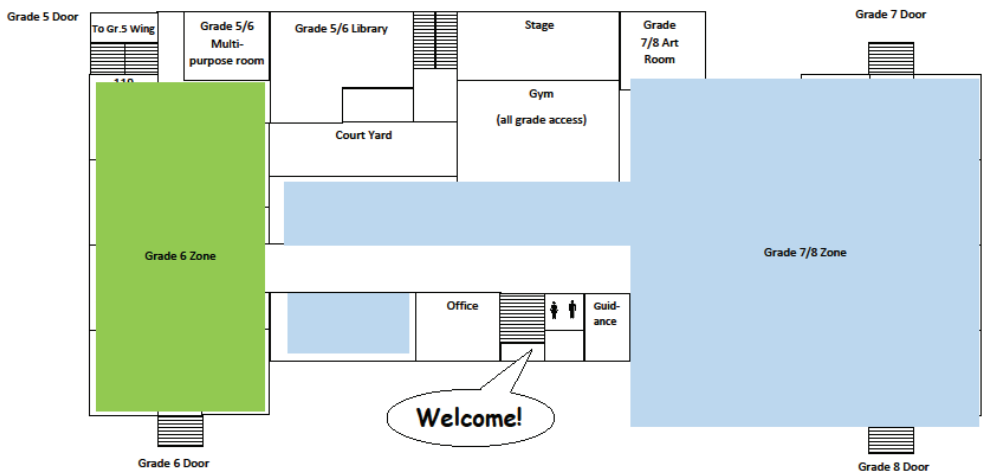 Grade 5 Door
To Gr.5 Wing
Grade 5/6
Multi-
purpose room
Grade 5/6 Library
Stage
Grade
7/8 Art
Room
Grade 7 Door
Gym
(all grade access)
Court Yard
Grade 6 Zone
Grade 7/8 Zone
Office
Guid-
ance
Welcome!
Grade 6 Door
Grade 8 Door